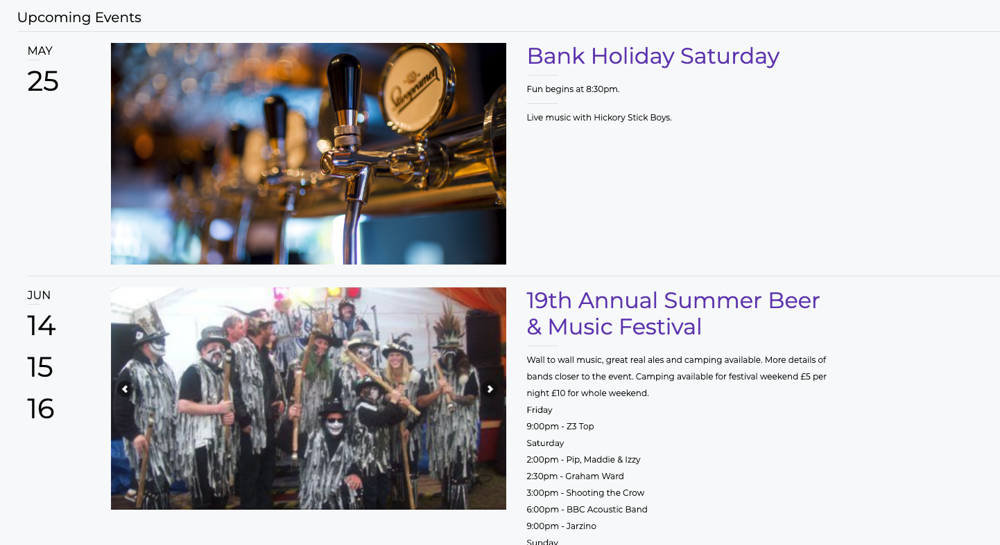 Upcoming Events
MAY
25
Staropramen
Bank Holiday Saturday
Fun begins at 8:30pm.
Live music with Hickory Stick Boys.
JUN
14
15
16
19th Annual Summer Beer
& Music Festival
Wall to wall music, great real ales and camping available. More details of
bands closer to the event. Camping available for festival weekend £5 per
night £10 for whole weekend.
Friday
9:00pm - Z3 Top
Saturday
2:00pm - Pip, Maddie & Izzy
2:30pm - Graham Ward
3:00pm - Shooting the Crow
6:00pm - BBC Acoustic Band
9:00pm - Jarzino
Sunday